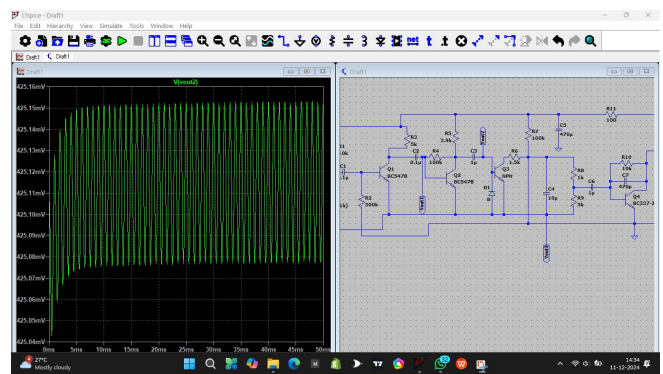 LTspice - Draft1
File Edit Hierarchy View Simulate Tools Window Help
Draft1 Draft1
Draft1
V(vout2)
425.16mV
425.15mV
425.14mV
425.13mV
425.12mV
425.11mV
425.10mV
425.09mV
425.08mV
425.07mV
425.06mV
425.05mV
425.04mV
0ms 5ms 10ms 15ms 20ms 25ms 30ms 35ms 40ms 45ms 50ms
Draft1
R11
100
C5
470µ
R3
5k
R5
3.9k
R7
100k
C2
0.1µ
R4
100k
C3
1µ
R6
1.5k
R10
10k
C7
470p
C1
Q1
BC547B
Q2
BC547B
Q3
NPN
R8
1k
C6
1µ
Q4
R2
300k
D1
C4
10µ
R9
5k
27°C
Mostly cloudy
14:34
11-12-2024